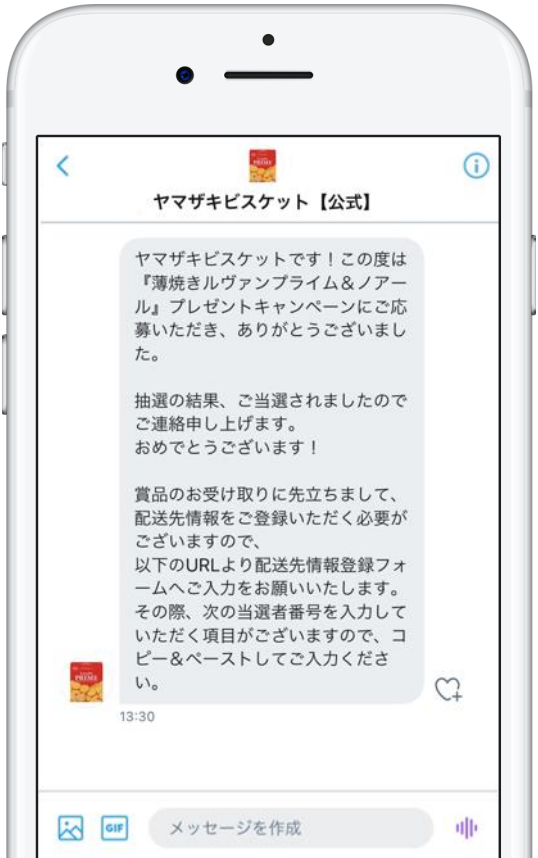 ヤマザキビスケット【公式】
ヤマザキビスケットです！この度は
『薄焼きルヴァンプライム＆ノアー
ル』プレゼントキャンペーンにご応
募いただき、ありがとうございまし
た。
抽選の結果、ご当選されましたので
ご連絡申し上げます。
おめでとうございます！
賞品のお受け取りに先立ちまして、
配送先情報をご登録いただく必要が
ございますので、
以下のURLより配送先情報登録フォ
ームへご入力をお願いいたします。
その際、次の当選者番号を入力して
いただく項目がございますので、コ
ピー＆ペーストしてご入力くださ
い。
PRIME
13:30
GIF
メッセージを作成